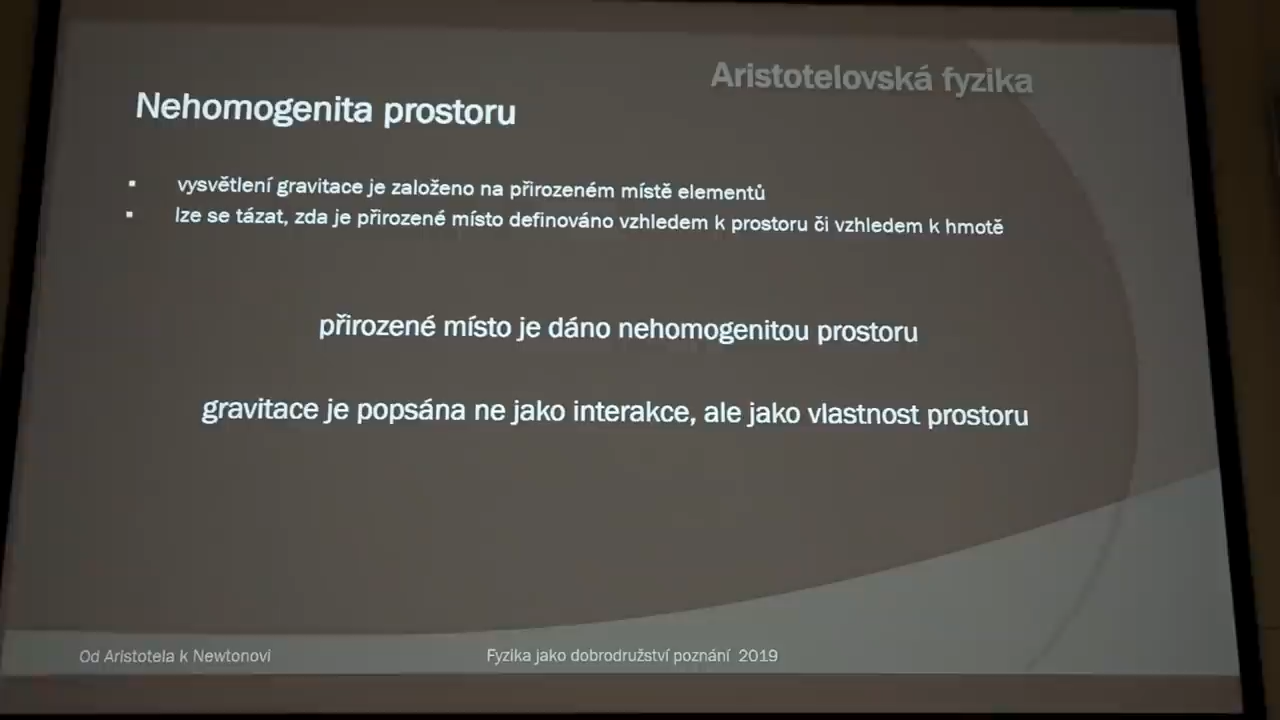 Aristotelovská fyzika
Nehomogenita prostoru
▪ vysvětlení gravitace je založeno na přirozeném místě elementů
▪ lze se tázat, zda je přirozené místo definováno vzhledem k prostoru či vzhledem k hmotě
přirozené místo je dáno nehomogenitou prostoru
gravitace je popsána ne jako interakce, ale jako vlastnost prostoru
Od Aristotela k Newtonovi
Fyzika jako dobrodružství poznání 2019